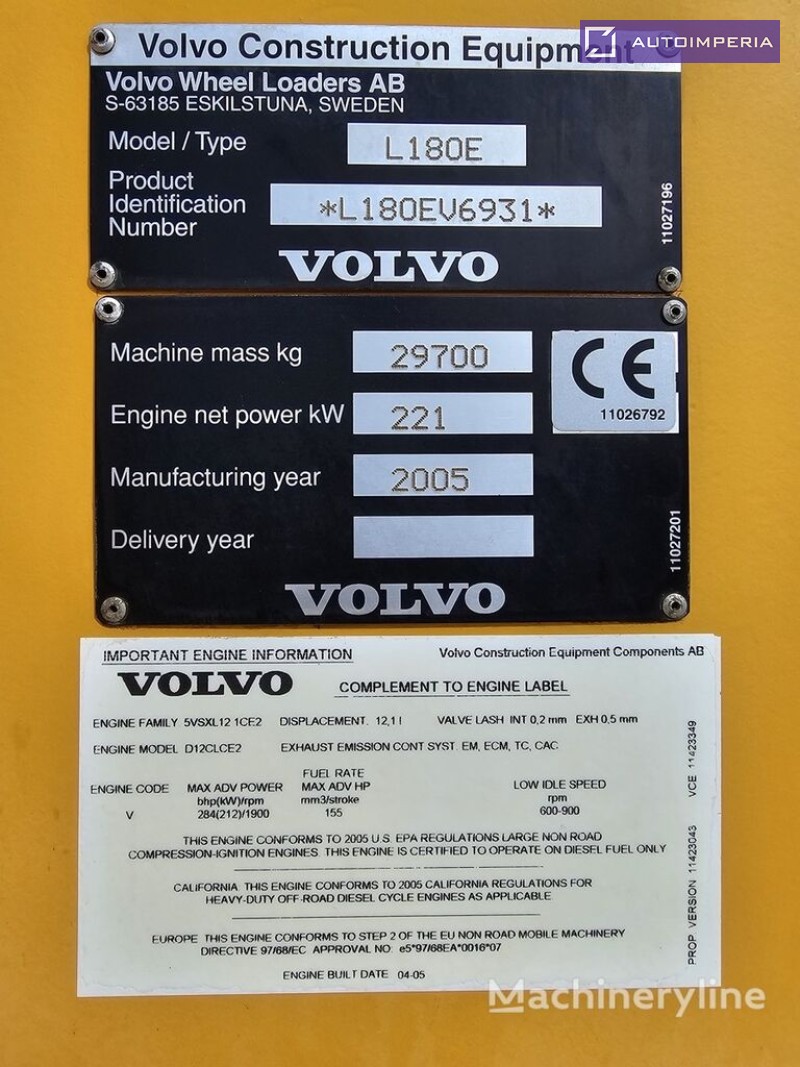 Volvo Construction Equipment ©
AUTOIMPERIA
Volvo Wheel Loaders AB
S-63185 ESKILSTUNA, SWEDEN
Model / Type L180E
Product
Identification
Number
*L180EV6931*
11027196
VOLVO
Machine mass kg 29700
CE
11026792
Engine net power kW 221
Manufacturing year 2005
Delivery year
11027201
VOLVO
IMPORTANT ENGINE INFORMATION Volvo Construction Equipment Components AB
VOLVO COMPLEMENT TO ENGINE LABEL
ENGINE FAMILY 5VSXL12 1CE2 DISPLACEMENT. 12,1 l VALVE LASH INT 0,2 mm EXH 0,5 mm
ENGINE MODEL D12CLCE2 EXHAUST EMISSION CONT SYST. EM, ECM, TC, CAC
ENGINE CODE MAX ADV POWER FUEL RATE MAX ADV HP LOW IDLE SPEED
bhp(kW)/rpm mm3/stroke rpm
V 284(212)/1900 155 600-900
THIS ENGINE CONFORMS TO 2005 U.S. EPA REGULATIONS LARGE NON ROAD
COMPRESSION-IGNITION ENGINES. THIS ENGINE IS CERTIFIED TO OPERATE ON DIESEL FUEL ONLY
CALIFORNIA THIS ENGINE CONFORMS TO 2005 CALIFORNIA REGULATIONS FOR
HEAVY-DUTY OFF-ROAD DIESEL CYCLE ENGINES AS APPLICABLE
EUROPE THIS ENGINE CONFORMS TO STEP 2 OF THE EU NON ROAD MOBILE MACHINERY
DIRECTIVE 97/68/EC APPROVAL NO: e5*97/68EA*0016*07
ENGINE BUILT DATE 04-05
PROP VERSION 11423043 VCE 11423349
Machineryline